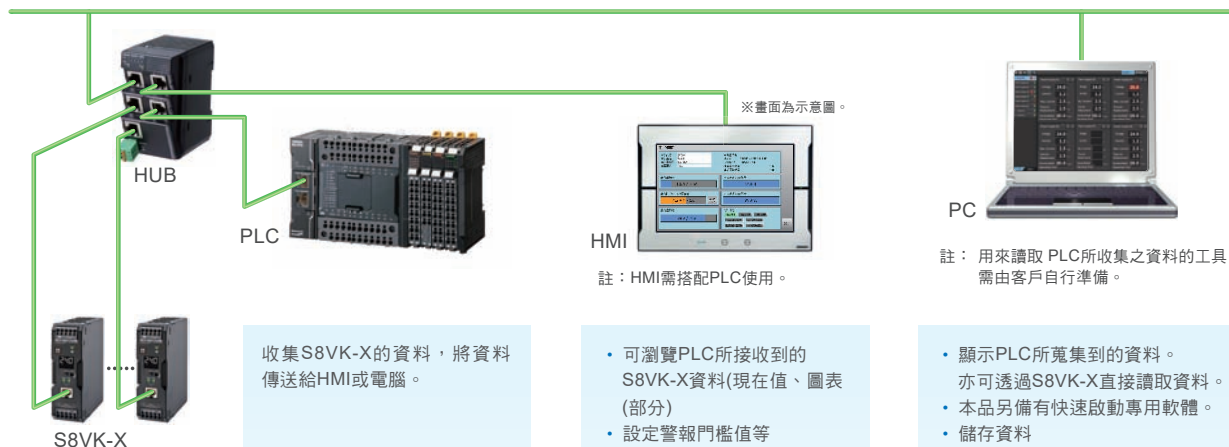 ※畫面為示意圖。
HUB
PLC
HMI
PC
註：HMI需搭配PLC使用。
註： 用來讀取 PLC所收集之資料的工具
需由客戶自行準備。
S8VK-X
收集S8VK-X的資料，將資料
傳送給HMI或電腦。
• 可瀏覽PLC所接收到的
S8VK-X資料(現在值、圖表
(部分)
• 設定警報門檻值等
• 顯示PLC所蒐集到的資料。
亦可透過S8VK-X直接讀取資料。
• 本品另備有快速啟動專用軟體。
• 儲存資料